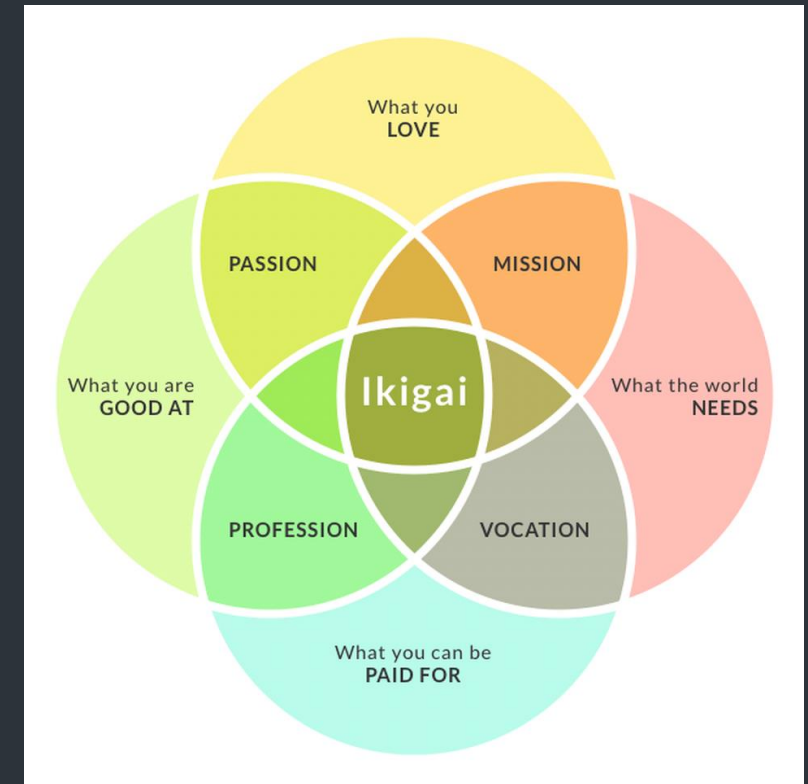 What you
LOVE
PASSION
MISSION
What you are
GOOD AT
Ikigai
What the world
NEEDS
PROFESSION
VOCATION
What you can be
PAID FOR